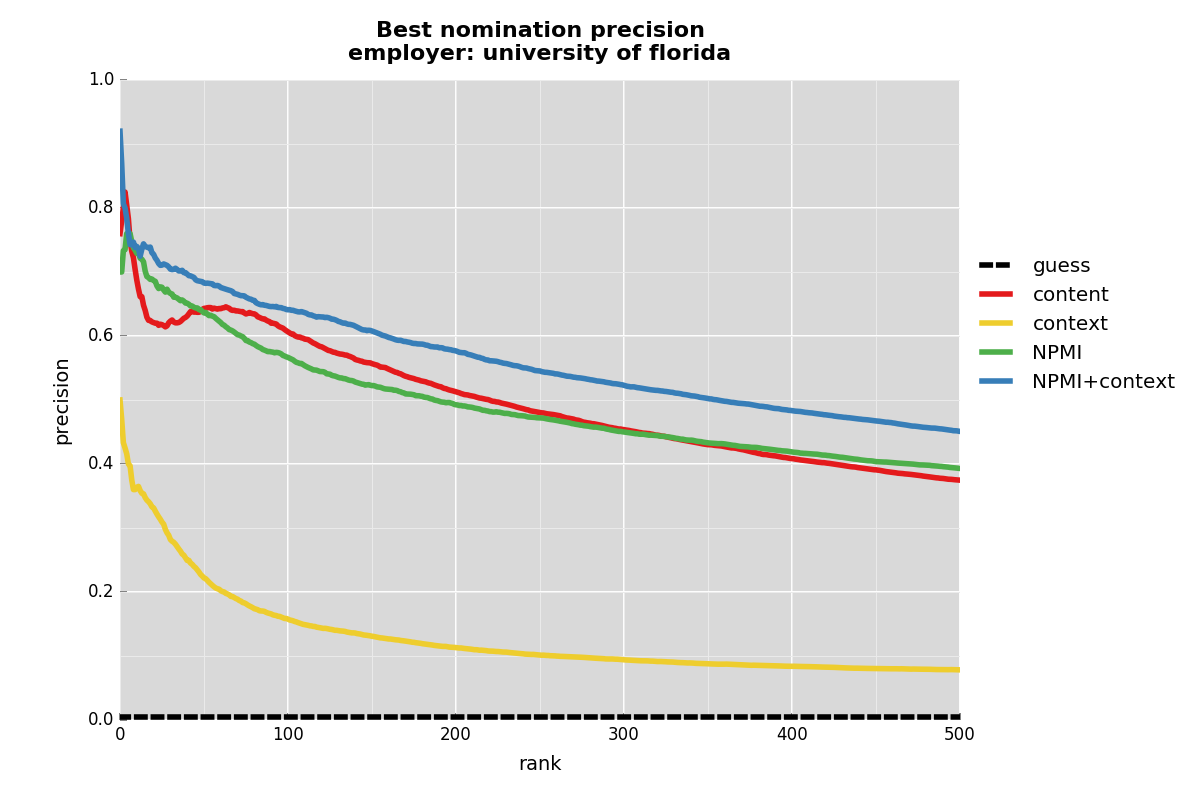 Best nomination precision
employer: university of florida
1.0
0.8
0.6
0.4
0.2
0.0
precision
0 100 200 300 400 500
rank
guess
content
context
NPMI
NPMI+context